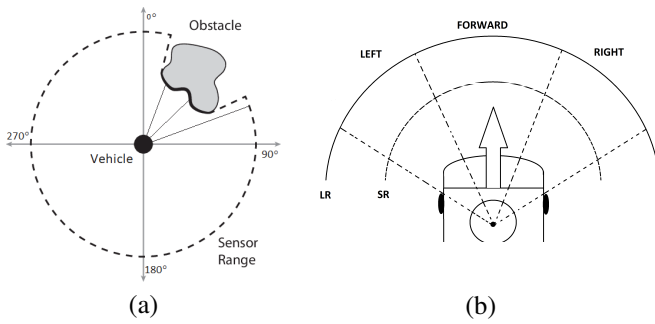 0°
Obstacle
270°
Vehicle
90°
Sensor
Range
180°
(a)
FORWARD
LEFT
RIGHT
LR
SR
(b)